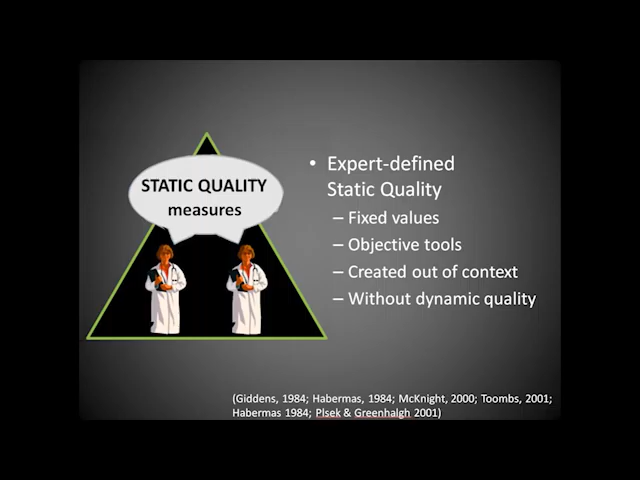 STATIC QUALITY
measures
• Expert-defined
Static Quality
– Fixed values
– Objective tools
– Created out of context
– Without dynamic quality
(Giddens, 1984; Habermas, 1984; McKnight, 2000; Toombs, 2001;
Habermas 1984; Plsek & Greenhalgh 2001)